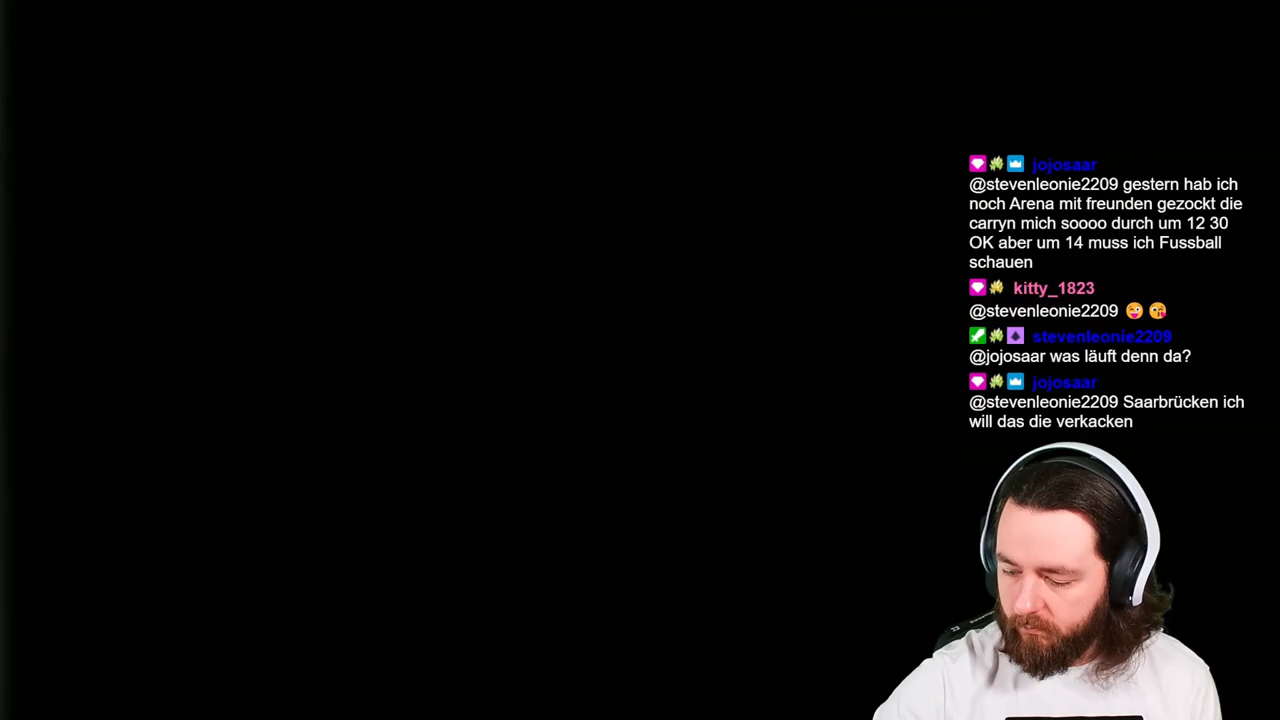 jojosaar
@stevenleonie2209 gestern hab ich
noch Arena mit freunden gezockt die
carryn mich soooo durch um 12 30
OK aber um 14 muss ich Fussball
schauen
kitty_1823
@stevenleonie2209 😜 😘
stevenleonie2209
@jojosaar was läuft denn da?
jojosaar
@stevenleonie2209 Saarbrücken ich
will das die verkacken